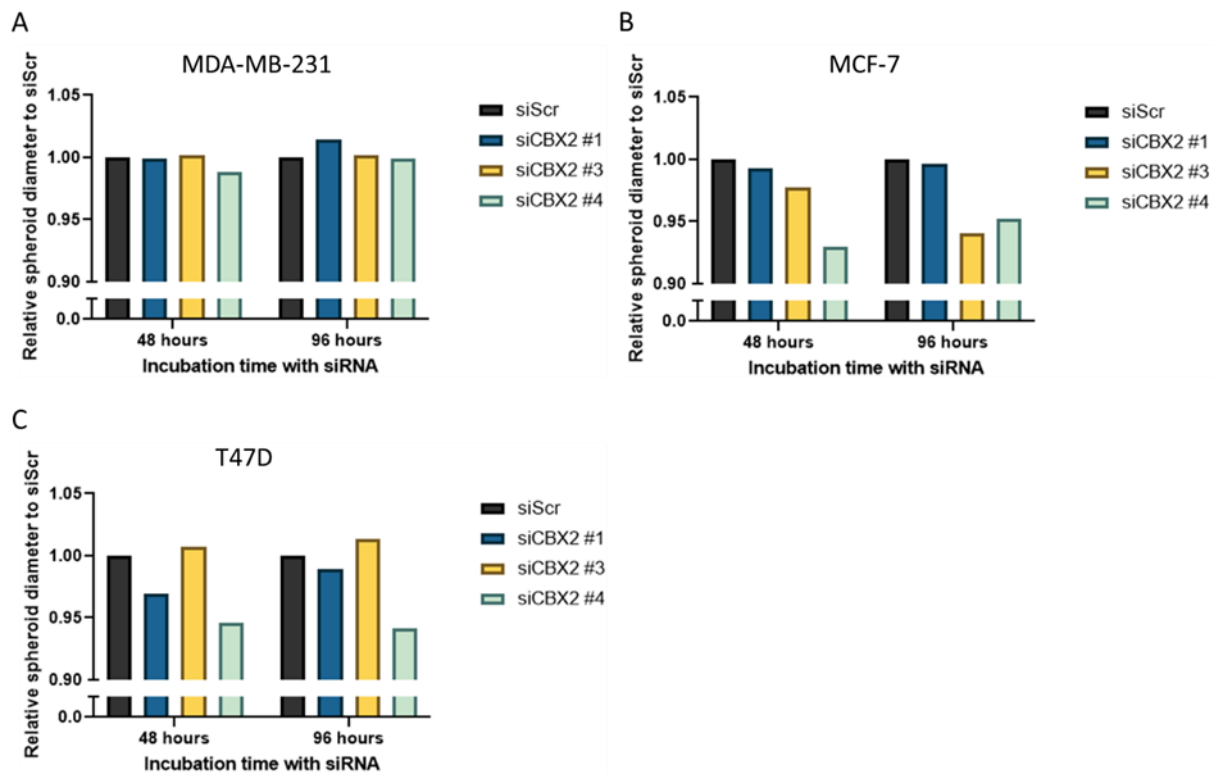 A
MDA-MB-231
Relative spheroid diameter to siScr
1.05
1.00
0.95
0.90
0.0
48 hours
96 hours
Incubation time with siRNA
siScr
siCBX2 #1
siCBX2 #3
siCBX2 #4
B
MCF-7
Relative spheroid diameter to siScr
1.05
1.00
0.95
0.90
0.0
48 hours
96 hours
Incubation time with siRNA
siScr
siCBX2 #1
siCBX2 #3
siCBX2 #4
C
T47D
Relative spheroid diameter to siScr
1.05
1.00
0.95
0.90
0.0
48 hours
96 hours
Incubation time with siRNA
siScr
siCBX2 #1
siCBX2 #3
siCBX2 #4